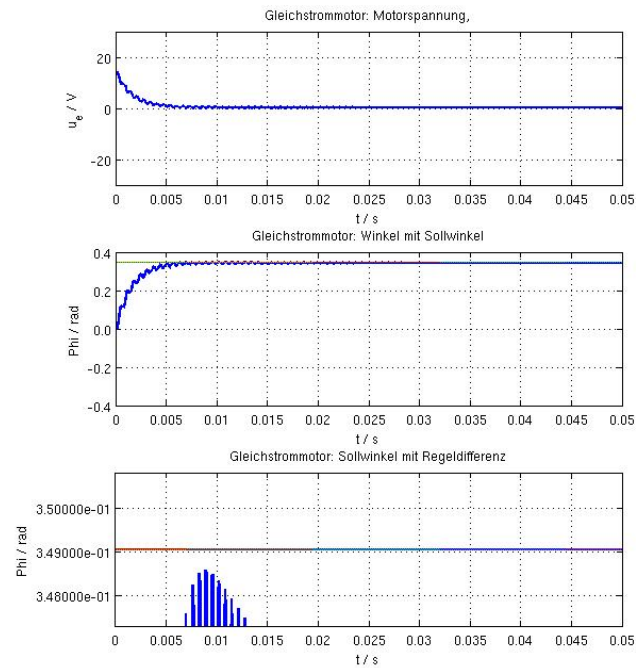 Gleichstrommotor: Motorspannung,
20
0
-20
u_e / V
0 0.005 0.01 0.015 0.02 0.025 0.03 0.035 0.04 0.045 0.05
t / s
Gleichstrommotor: Winkel mit Sollwinkel
0.4
0.2
0.0
-0.2
-0.4
Phi / rad
0 0.005 0.01 0.015 0.02 0.025 0.03 0.035 0.04 0.045 0.05
t / s
Gleichstrommotor: Sollwinkel mit Regeldifferenz
3.50000e-01
3.49000e-01
3.48000e-01
Phi / rad
0 0.005 0.01 0.015 0.02 0.025 0.03 0.035 0.04 0.045 0.05
t / s